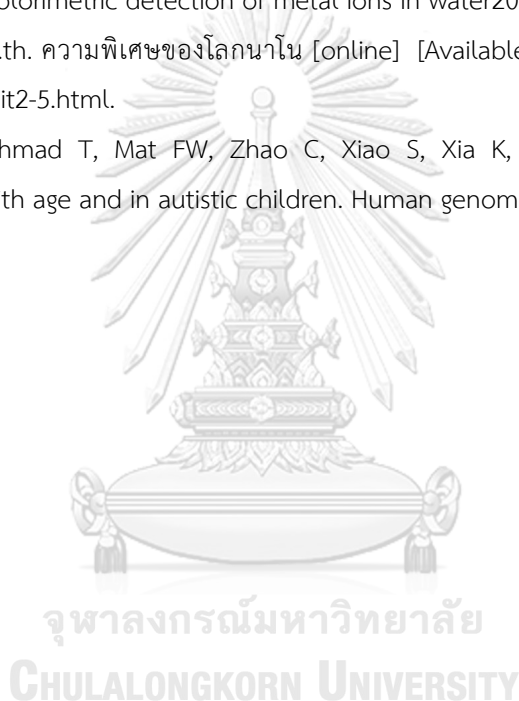 olorimetric detection of metal ions in water20
.th. ความพิเศษของโลกนาโน [online] [Available
it2-5.html.
hmad T, Mat FW, Zhao C, Xiao S, Xia K,
th age and in autistic children. Human genom
จุฬาลงกรณ์มหาวิทยาลัย
CHULALONGKORN UNIVERSITY